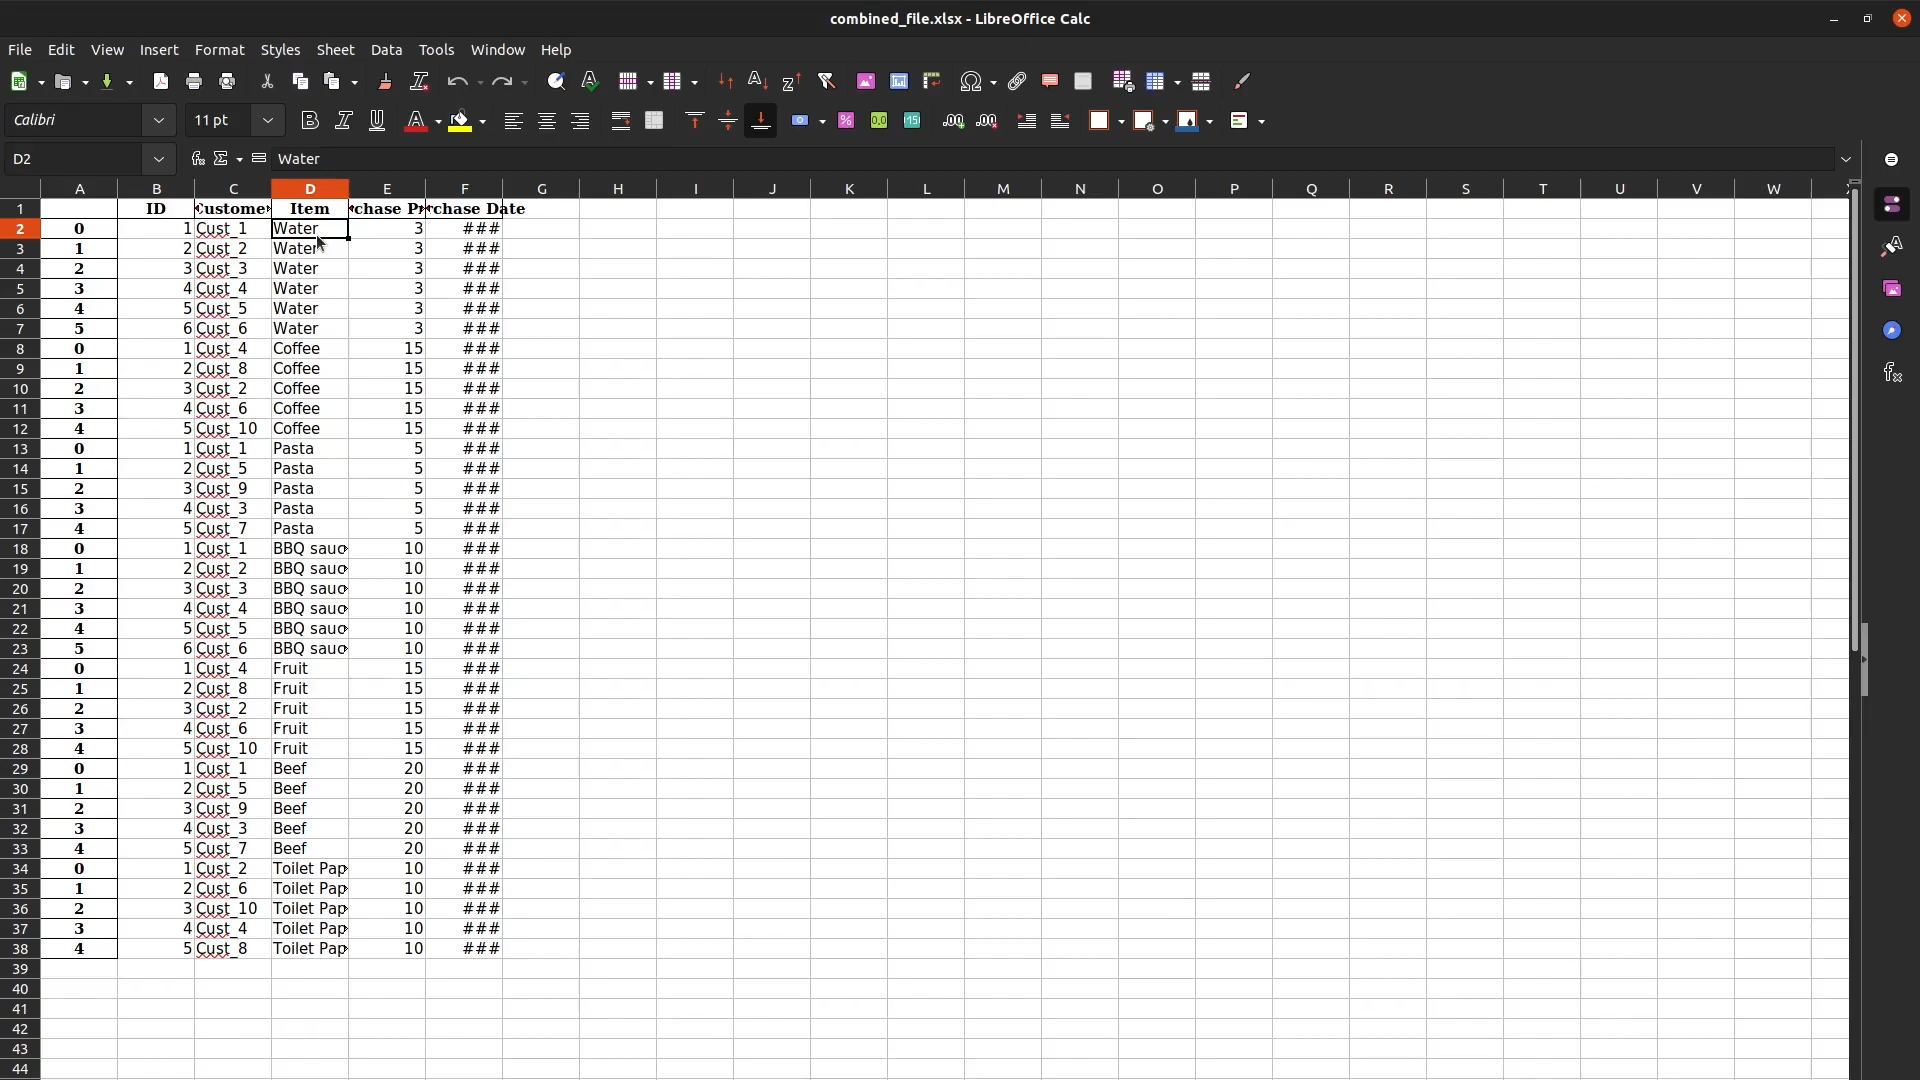 combined_file.xlsx - LibreOffice Calc
File Edit View Insert Format Styles Sheet Data Tools Window Help
Calibri 11 pt
D2 Water
A B C D E F G H I J K L M N O P Q R S T U V W
1 ID Custome Item chase P chase Date
2 0 1 Cust_1 Water 3 ###
3 1 2 Cust_2 Water 3 ###
4 2 3 Cust_3 Water 3 ###
5 3 4 Cust_4 Water 3 ###
6 4 5 Cust_5 Water 3 ###
7 5 6 Cust_6 Water 3 ###
8 0 1 Cust_4 Coffee 15 ###
9 1 2 Cust_8 Coffee 15 ###
10 2 3 Cust_2 Coffee 15 ###
11 3 4 Cust_6 Coffee 15 ###
12 4 5 Cust_10 Coffee 15 ###
13 0 1 Cust_1 Pasta 5 ###
14 1 2 Cust_5 Pasta 5 ###
15 2 3 Cust_9 Pasta 5 ###
16 3 4 Cust_3 Pasta 5 ###
17 4 5 Cust_7 Pasta 5 ###
18 0 1 Cust_1 BBQ sauc 10 ###
19 1 2 Cust_2 BBQ sauc 10 ###
20 2 3 Cust_3 BBQ sauc 10 ###
21 3 4 Cust_4 BBQ sauc 10 ###
22 4 5 Cust_5 BBQ sauc 10 ###
23 5 6 Cust_6 BBQ sauc 10 ###
24 0 1 Cust_4 Fruit 15 ###
25 1 2 Cust_8 Fruit 15 ###
26 2 3 Cust_2 Fruit 15 ###
27 3 4 Cust_6 Fruit 15 ###
28 4 5 Cust_10 Fruit 15 ###
29 0 1 Cust_1 Beef 20 ###
30 1 2 Cust_5 Beef 20 ###
31 2 3 Cust_9 Beef 20 ###
32 3 4 Cust_3 Beef 20 ###
33 4 5 Cust_7 Beef 20 ###
34 0 1 Cust_2 Toilet Pap 10 ###
35 1 2 Cust_6 Toilet Pap 10 ###
36 2 3 Cust_10 Toilet Pap 10 ###
37 3 4 Cust_4 Toilet Pap 10 ###
38 4 5 Cust_8 Toilet Pap 10 ###
39
40
41
42
43
44